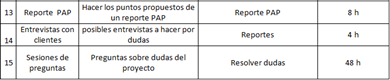 13 Reporte PAP Hacer los puntos propuestos de un reporte PAP Reporte PAP 8 h
14 Entrevistas con clientes posibles entrevistas a hacer por dudas Reportes 4 h
15 Sesiones de preguntas Preguntas sobre dudas del proyecto Resolver dudas 48 h